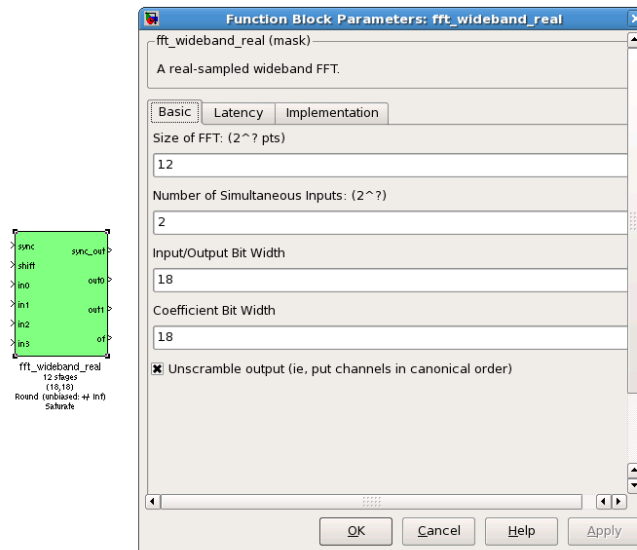 Function Block Parameters: fft_wideband_real
fft_wideband_real (mask)
A real-sampled wideband FFT.
Basic Latency Implementation
Size of FFT: (2^? pts)
12
Number of Simultaneous Inputs: (2^?)
2
Input/Output Bit Width
18
Coefficient Bit Width
18
Unscramble output (ie, put channels in canonical order)
OK Cancel Help Apply
sync sync_out
shift
in0 out0
in1 out1
in2
in3 of
fft_wideband_real
12 stages
(18,18)
Round (unbiased: +/- Inf)
Saturate